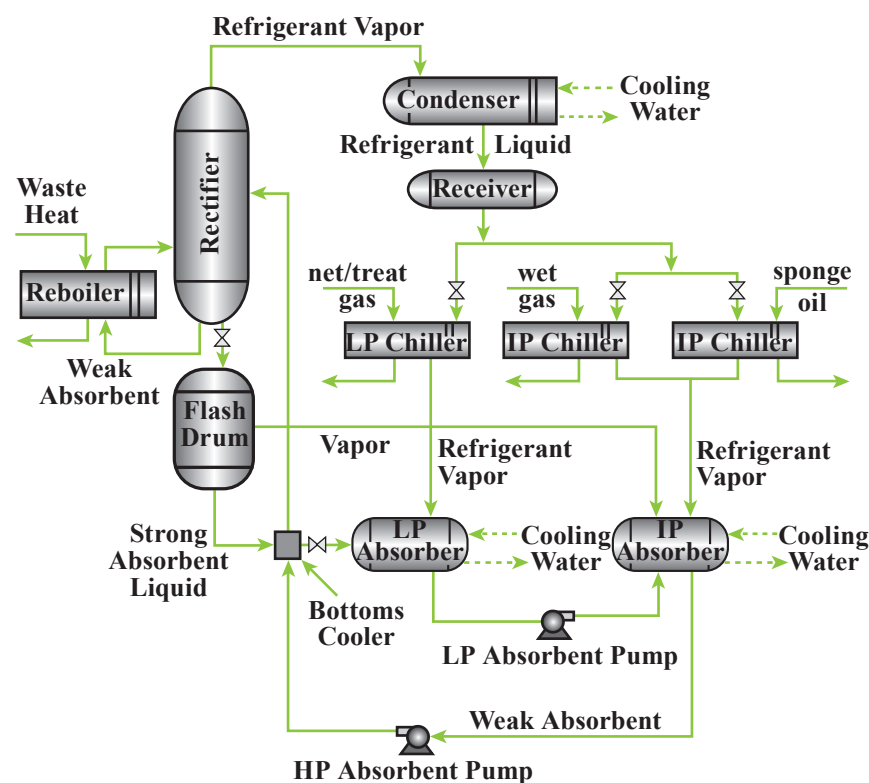 Refrigerant Vapor
Condenser
Cooling
Water
Refrigerant Liquid
Receiver
Rectifier
Waste
Heat
Reboiler
net/treat
gas
wet
gas
sponge
oil
LP Chiller
IP Chiller
IP Chiller
Weak
Absorbent
Flash
Drum
Vapor
Refrigerant
Vapor
Refrigerant
Vapor
Strong
Absorbent
Liquid
LP
Absorber
Cooling
Water
IP
Absorber
Cooling
Water
Bottoms
Cooler
LP Absorbent Pump
Weak Absorbent
HP Absorbent Pump